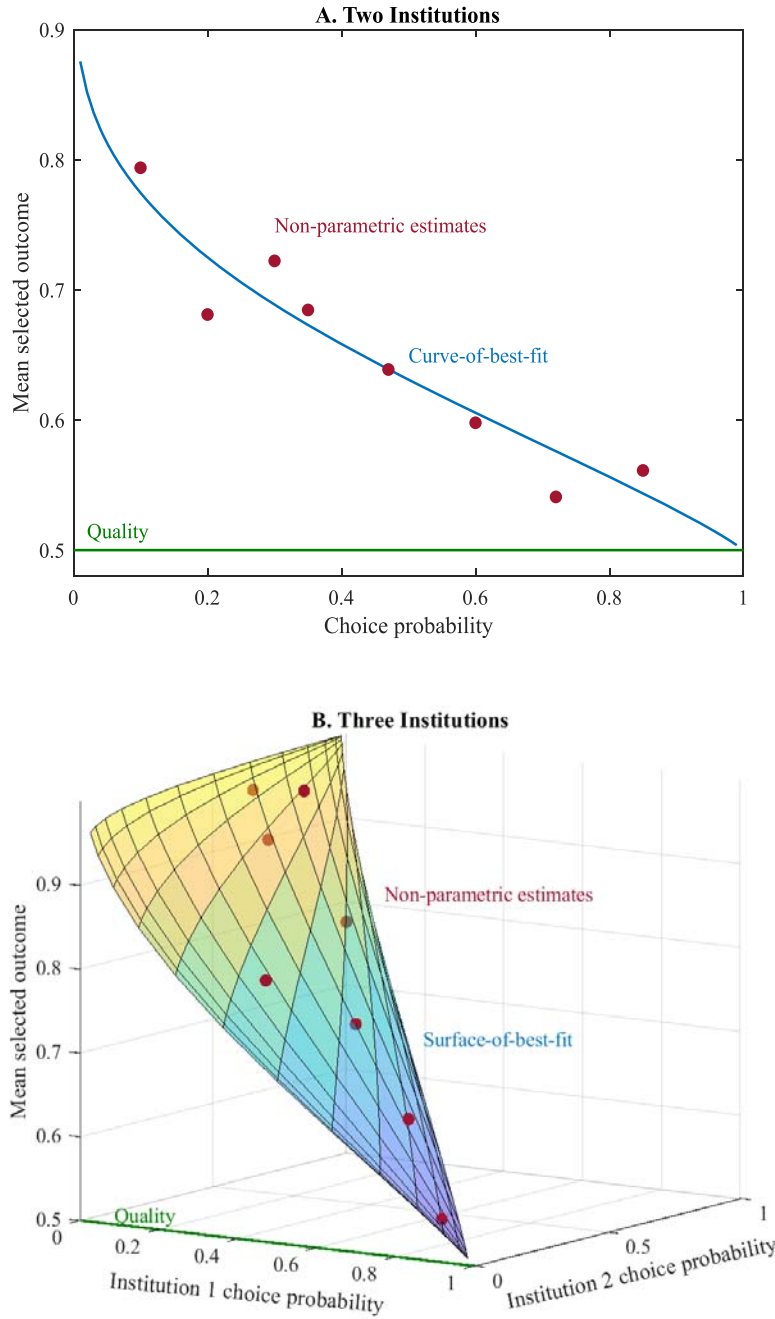 A. Two Institutions
0.9
0.8
0.7
0.6
0.5
Mean selected outcome
Non-parametric estimates
Curve-of-best-fit
Quality
0 0.2 0.4 0.6 0.8 1
Choice probability
B. Three Institutions
0.9
0.8
0.7
0.6
0.5
Mean selected outcome
Non-parametric estimates
Surface-of-best-fit
Quality
0 0.2 0.4 0.6 0.8 1
Institution 1 choice probability
0 0.5 1
Institution 2 choice probability